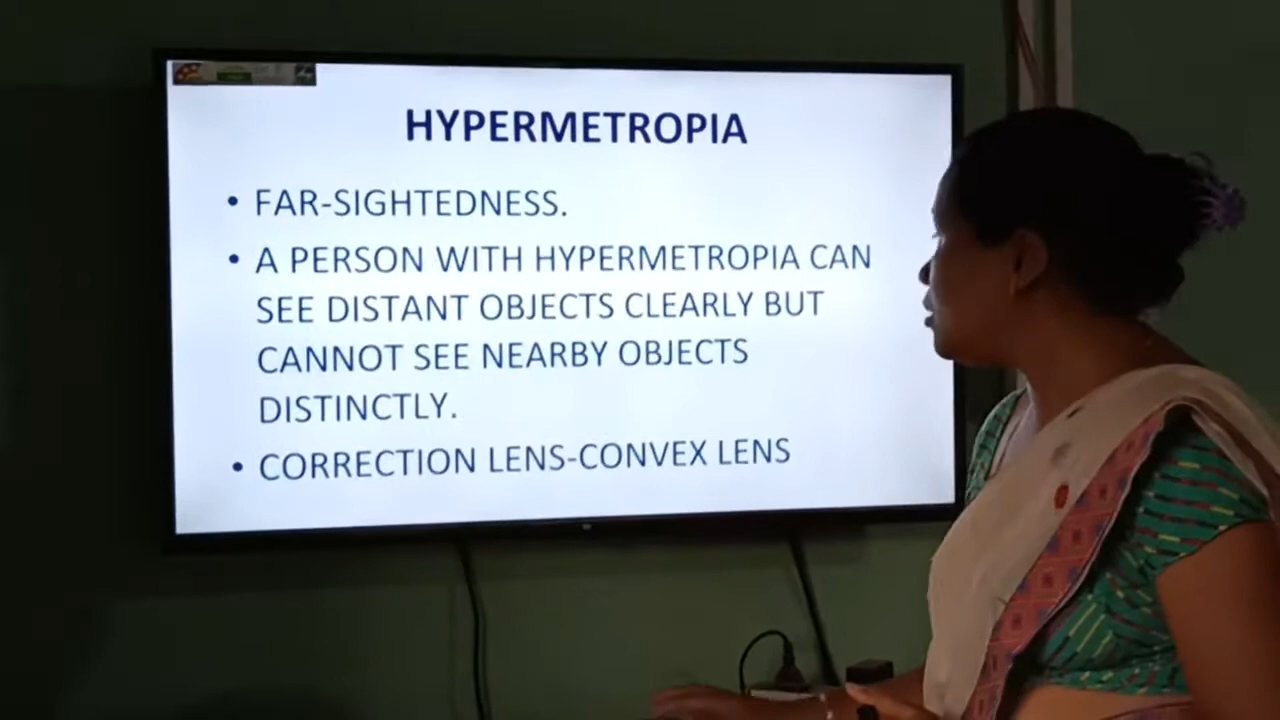 HYPERMETROPIA
• FAR-SIGHTEDNESS.
• A PERSON WITH HYPERMETROPIA CAN
SEE DISTANT OBJECTS CLEARLY BUT
CANNOT SEE NEARBY OBJECTS
DISTINCTLY.
• CORRECTION LENS-CONVEX LENS